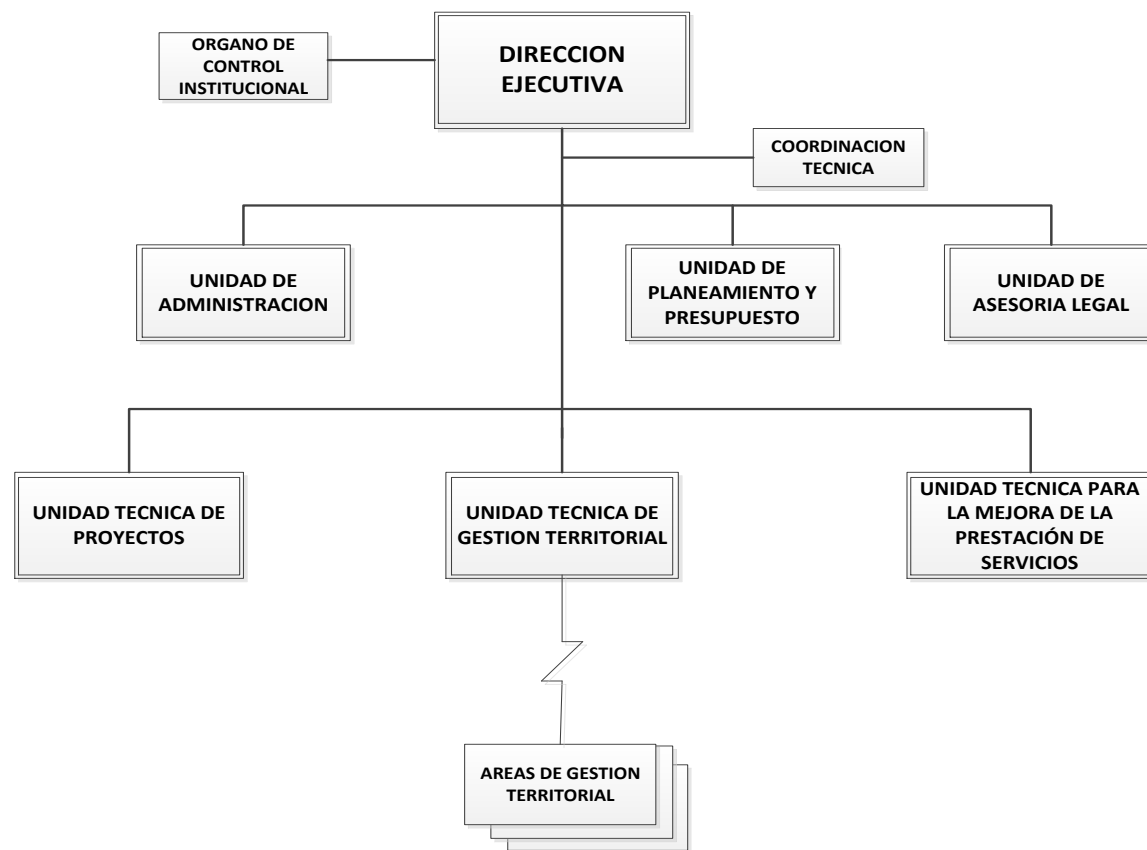 ORGANO DE
CONTROL
INSTITUCIONAL
DIRECCION
EJECUTIVA
COORDINACION
TECNICA
UNIDAD DE
ADMINISTRACION
UNIDAD DE
PLANEAMIENTO Y
PRESUPUESTO
UNIDAD DE
ASESORIA LEGAL
UNIDAD TECNICA DE
PROYECTOS
UNIDAD TECNICA DE
GESTION TERRITORIAL
UNIDAD TECNICA PARA
LA MEJORA DE LA
PRESTACIÓN DE
SERVICIOS
AREAS DE GESTION
TERRITORIAL